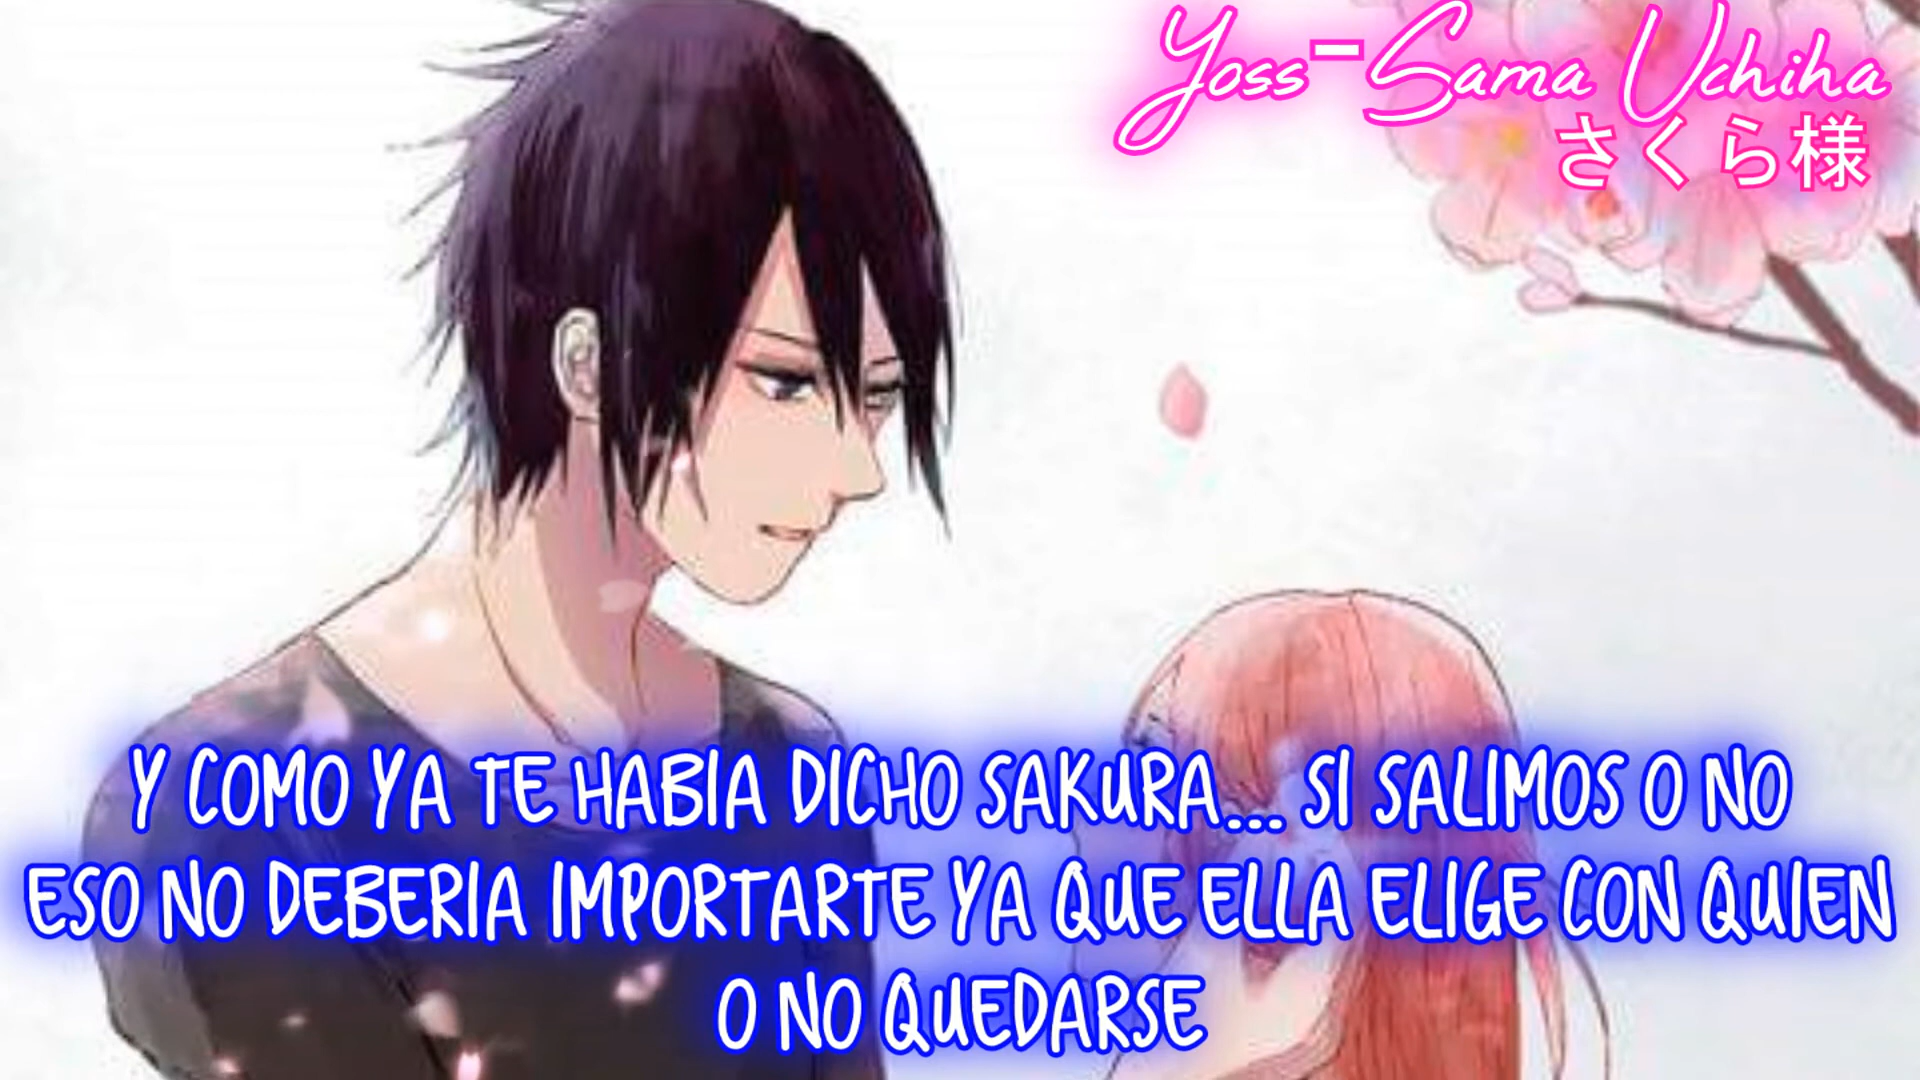 Yoss-Sama Uchiha
さくら様
Y COMO YA TE HABIA DICHO SAKURA... SI SALIMOS O NO
ESO NO DEBERIA IMPORTARTE YA QUE ELLA ELIGE CON QUIEN
O NO QUEDARSE